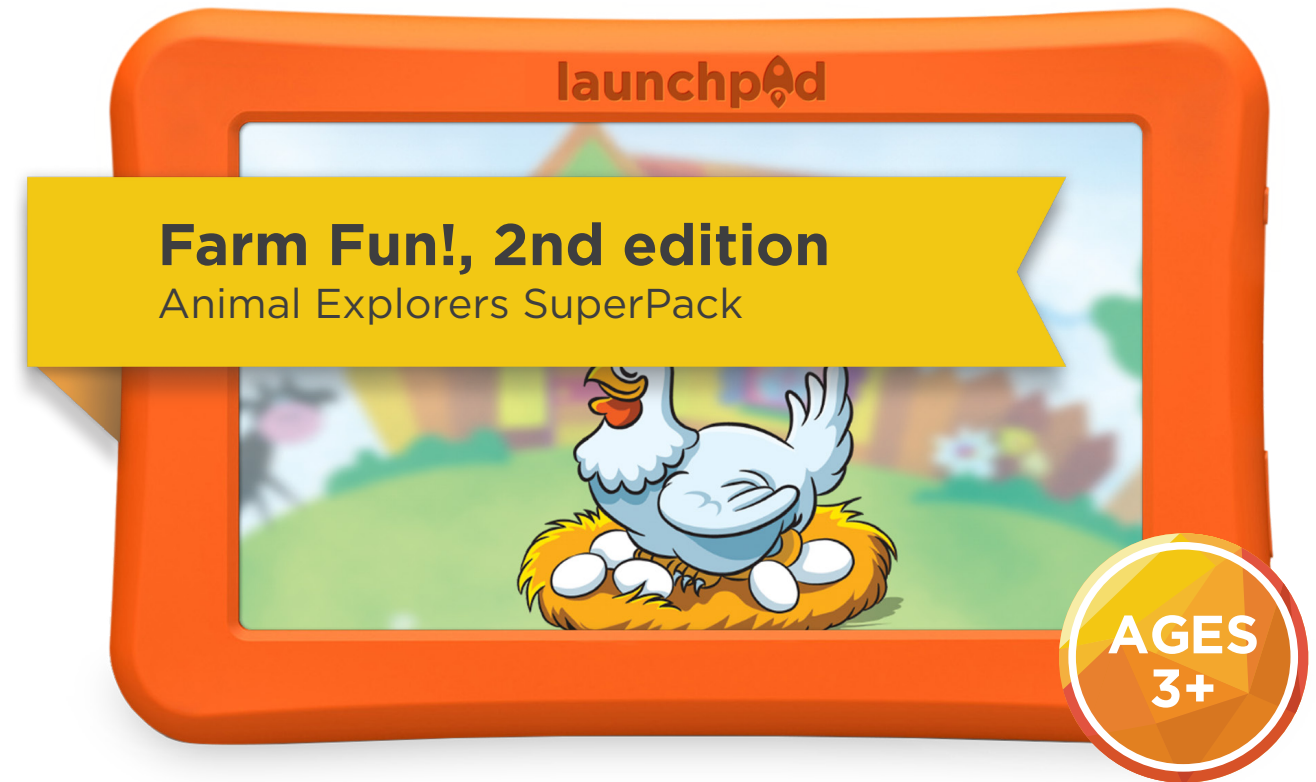 launchpad
Farm Fun!, 2nd edition
Animal Explorers SuperPack
AGES
3+